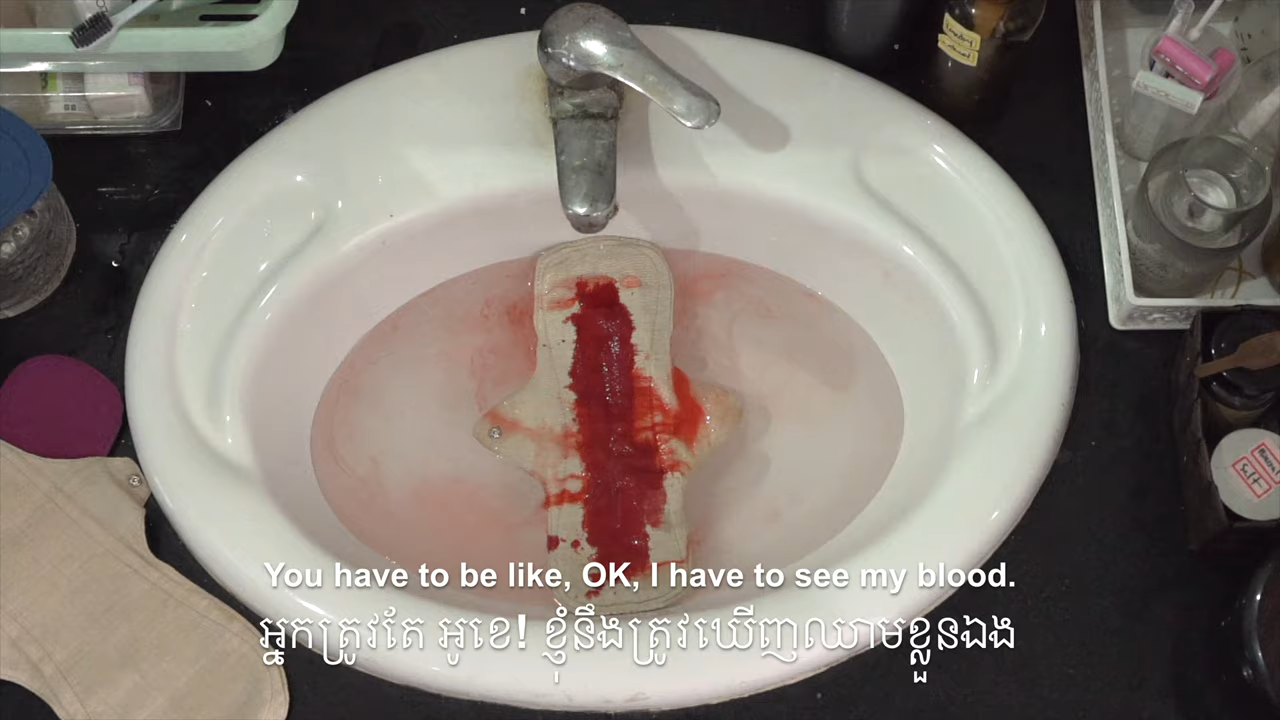 You have to be like, OK, I have to see my blood.
អ្នកត្រូវតែ អូខេ! ខ្ញុំនឹងត្រូវឃើញឈាមខ្លួនឯង
Salt